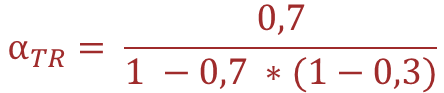 α_TR = 0,7 / (1 − 0,7 * (1 − 0,3))